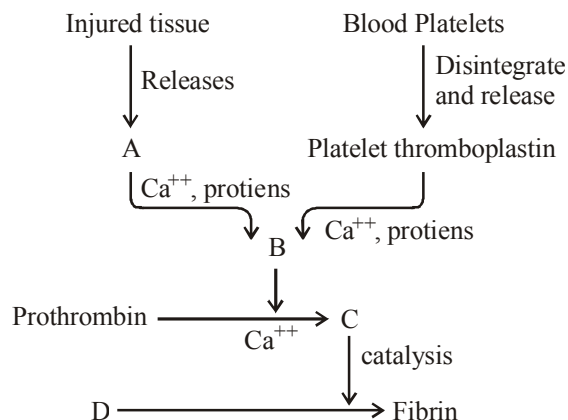 Injured tissue
Blood Platelets
Releases
Disintegrate
and release
A
Platelet thromboplastin
Ca++, protiens
Ca++, protiens
B
Prothrombin
C
Ca++
catalysis
D
Fibrin